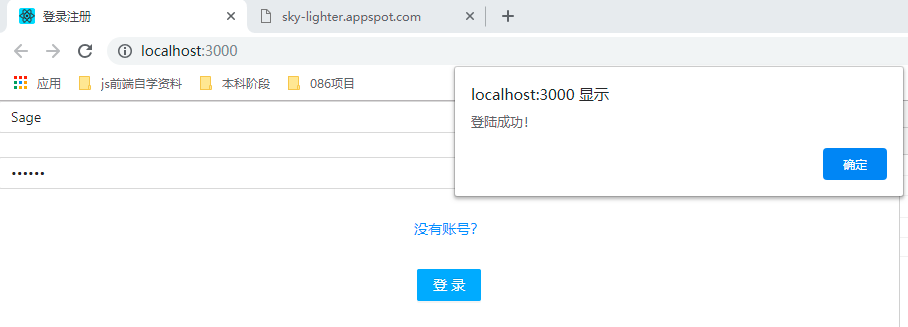 登录注册
sky-lighter.appspot.com
localhost:3000
应用
js前端自学资料
本科阶段
086项目
localhost:3000 显示
登陆成功!
确定
Sage
••••••
没有账号?
登 录